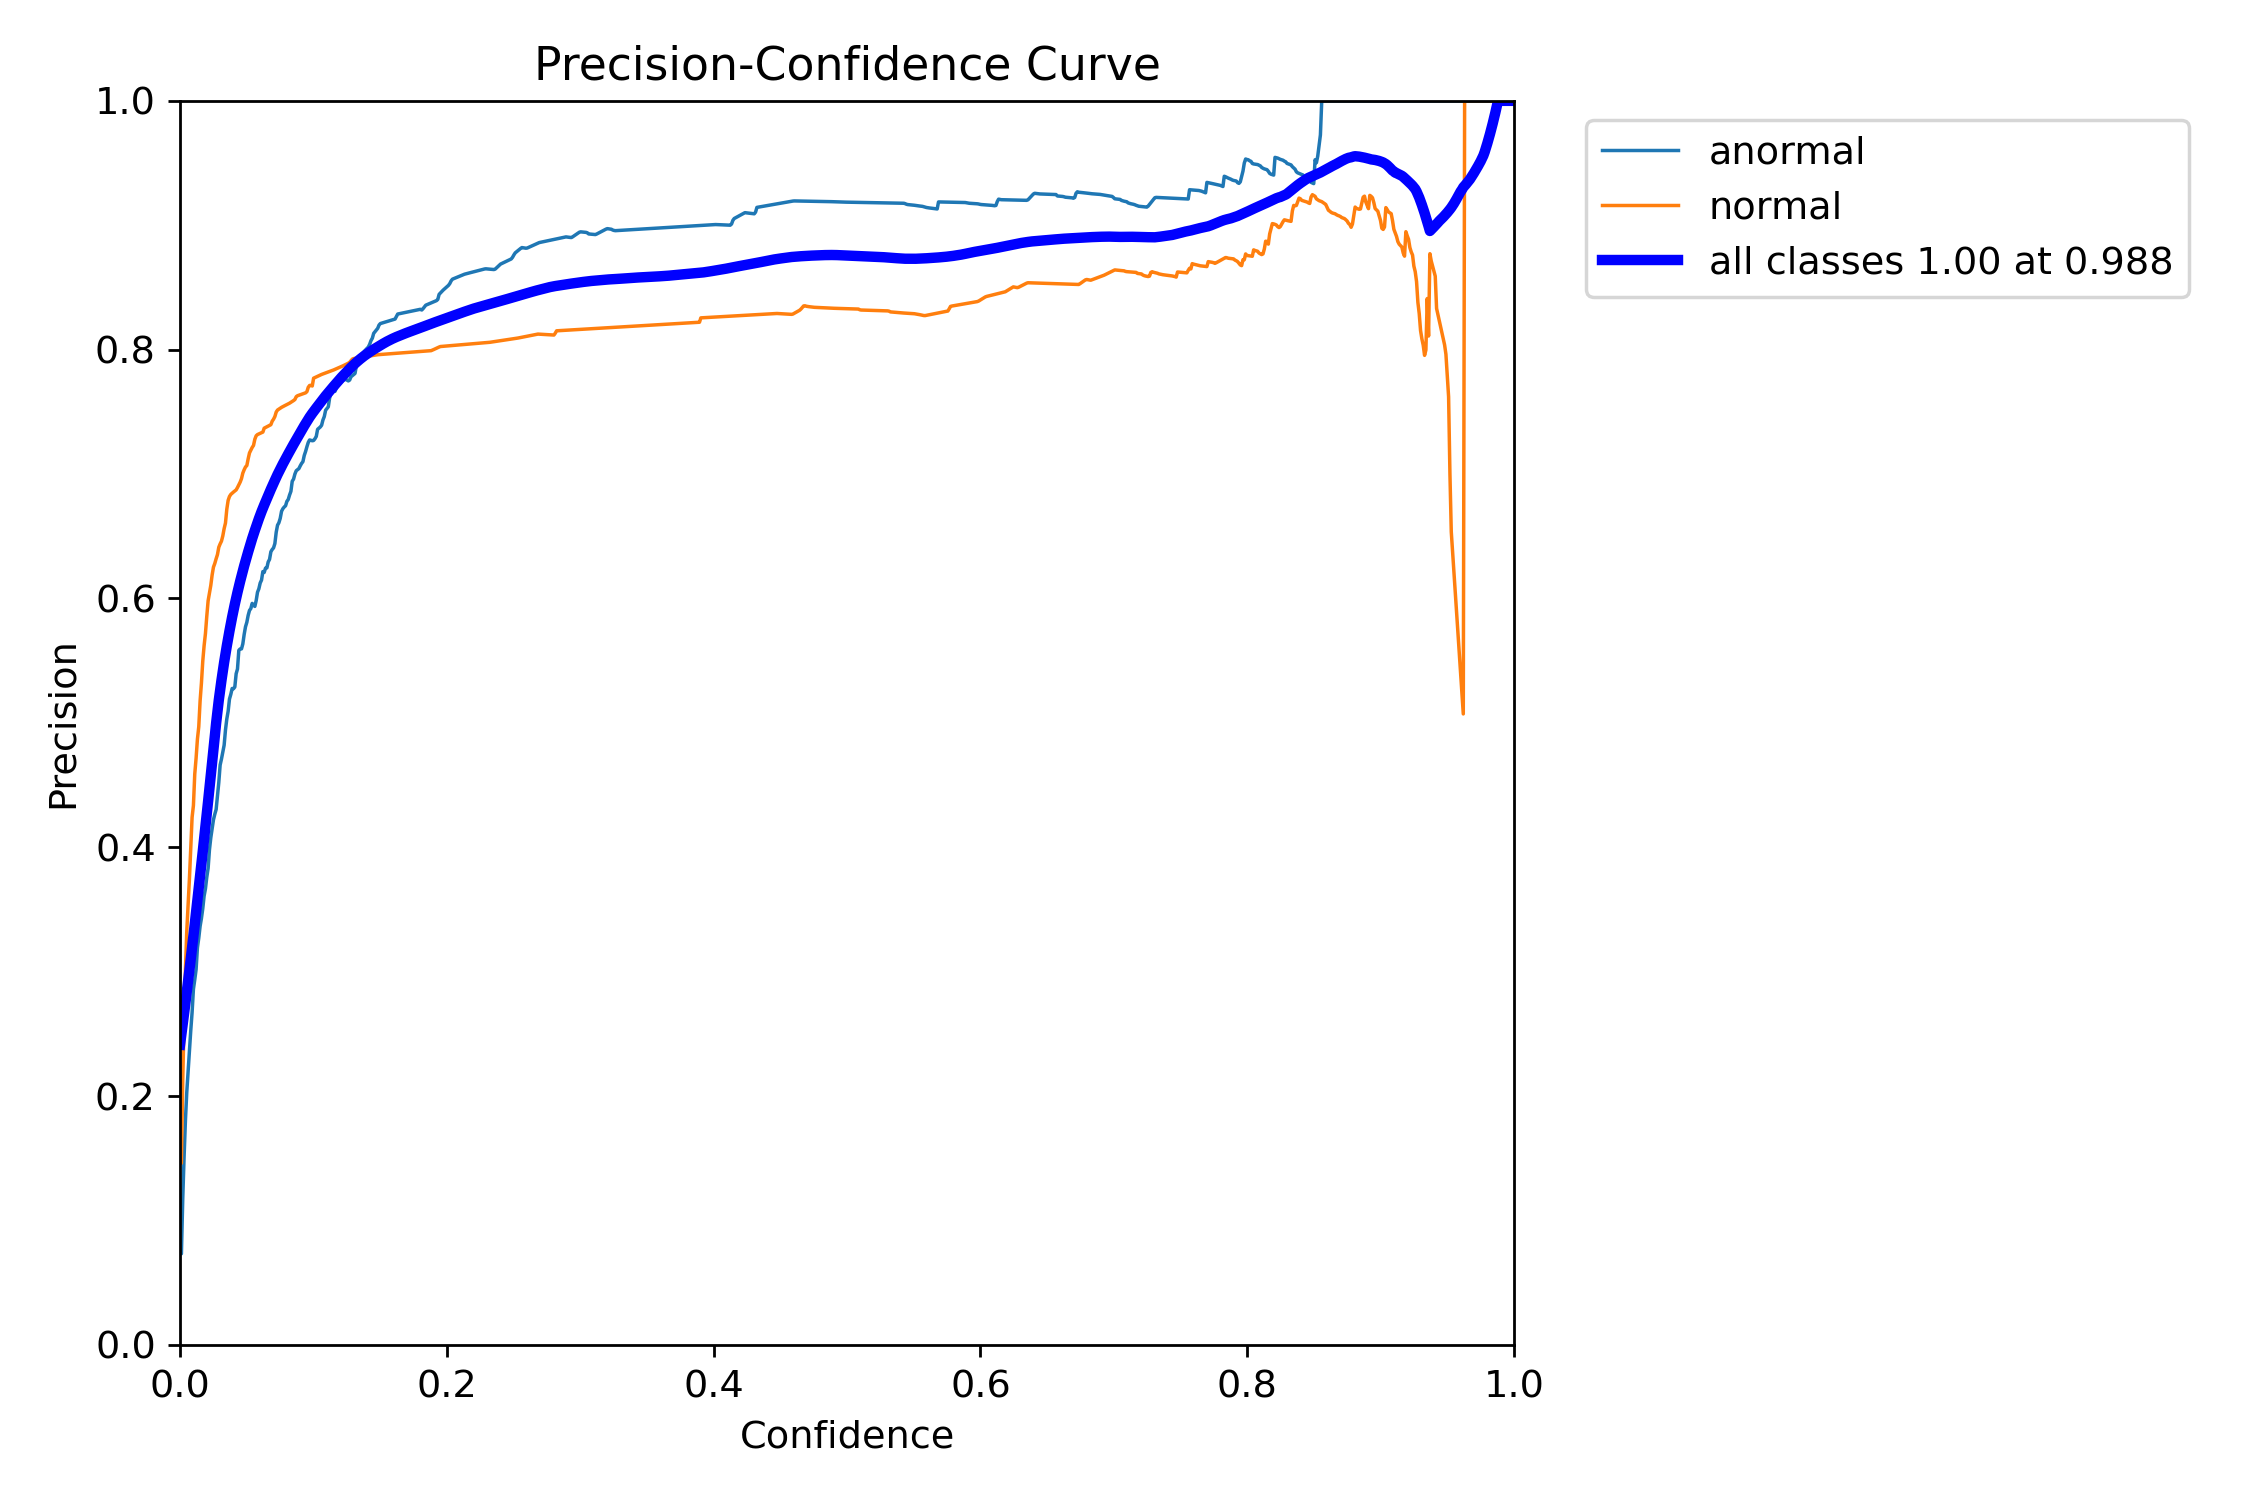 Precision-Confidence Curve
1.0
0.8
0.6
0.4
0.2
0.0
Precision
0.0 0.2 0.4 0.6 0.8 1.0
Confidence
anormal
normal
all classes 1.00 at 0.988